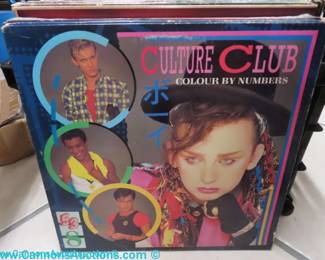 CULTURE CLUB
COLOUR BY NUMBERS
ボーイ
www.CannonsAuctions.com